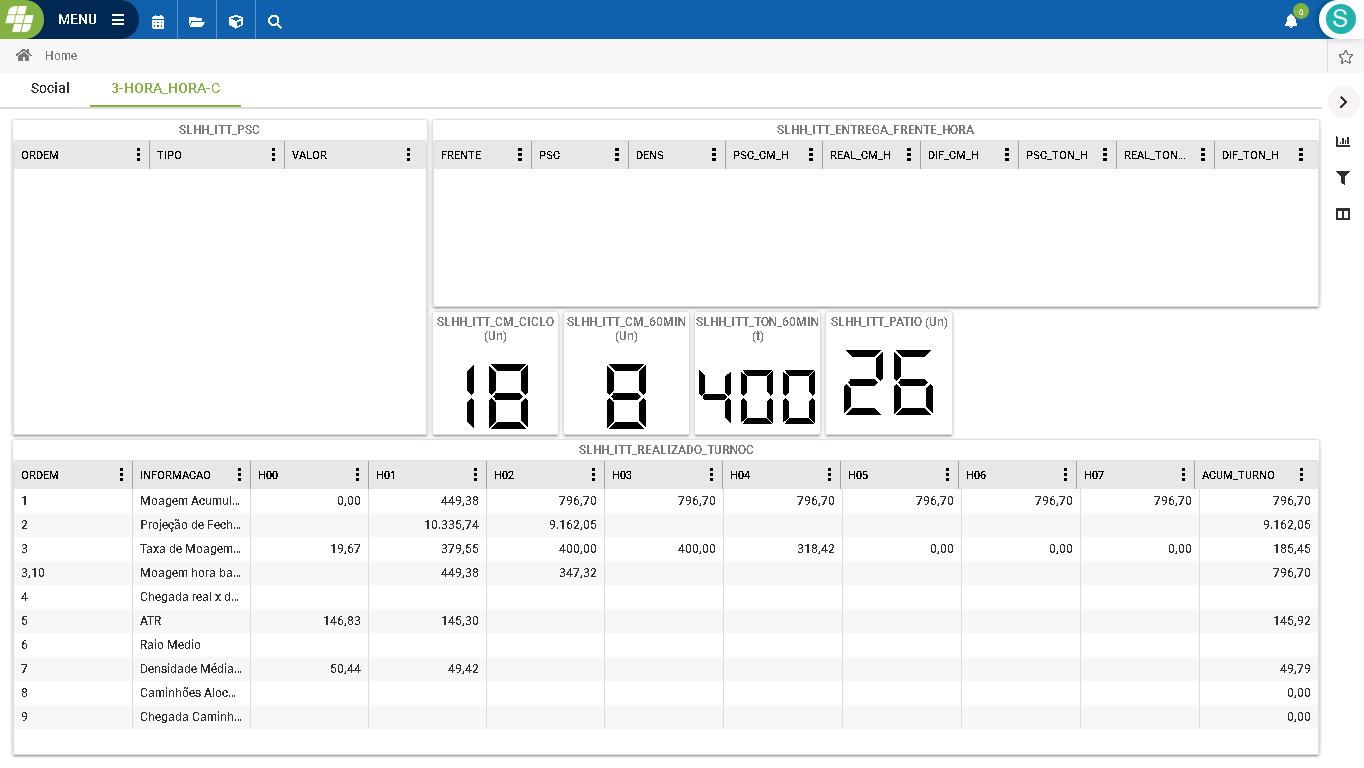 MENU
0
S
Home
Social 3-HORA_HORA-C
SLHH_ITT_PSC
ORDEM TIPO VALOR
SLHH_ITT_ENTREGA_FRENTE_HORA
FRENTE PSC DENS PSC_CM_H REAL_CM_H DIF_CM_H PSC_TON_H REAL_TON... DIF_TON_H
SLHH_ITT_CM_CICLO
(Un)
18
SLHH_ITT_CM_60MIN
(Un)
8
SLHH_ITT_TON_60MIN
(t)
400
SLHH_ITT_PATIO (Un)
26
SLHH_ITT_REALIZADO_TURNOC
ORDEM INFORMACAO H00 H01 H02 H03 H04 H05 H06 H07 ACUM_TURNO
1 Moagem Acumul... 0,00 449,38 796,70 796,70 796,70 796,70 796,70 796,70 796,70
2 Projeção de Fech... 10.335,74 9.162,05 9.162,05
3 Taxa de Moagem... 19,67 379,55 400,00 400,00 318,42 0,00 0,00 0,00 185,45
3,10 Moagem hora ba... 449,38 347,32 796,70
4 Chegada real x d...
5 ATR 146,83 145,30 145,92
6 Raio Medio
7 Densidade Média... 50,44 49,42 49,79
8 Caminhões Aloc... 0,00
9 Chegada Caminh... 0,00